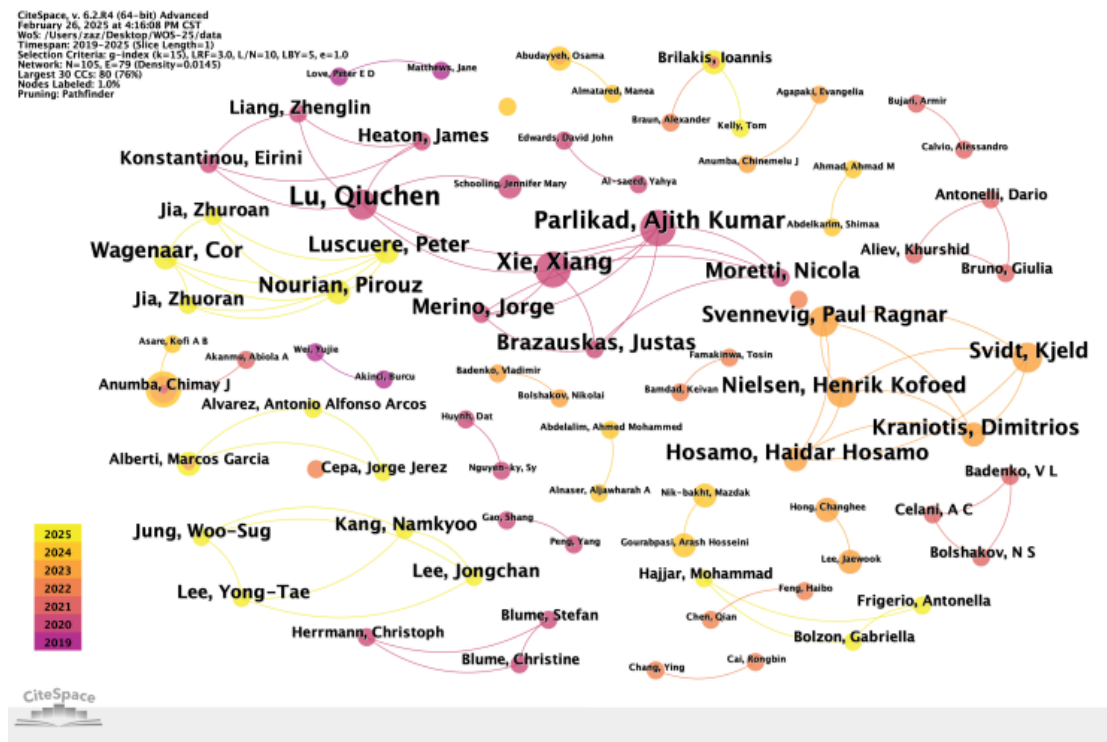 CiteSpace, v. 6.2.R4 (64-bit) Advanced
February 26, 2025 at 4:16:08 PM CST
WoS: /Users/zaz/Desktop/WOS-25/data
Timespan: 2019-2025 (Slice Length=1)
Selection Criteria: g-index (k=15), LRF=3.0, L/N=10, LBY=5, e=1.0
Network: N=105, E=79 (Density=0.0145)
Largest 30 CCs: 80 (76%)
Nodes Labeled: 1.0%
Pruning: Pathfinder
Love, Peter E D
Matthews, Jane
Abudayyeh, Osama
Almatared, Manea
Brilakis, Ioannis
Braun, Alexander
Kelly, Tom
Agapaki, Evangelia
Anumba, Chinemelu J
Bujari, Armir
Calvio, Alessandro
Liang, Zhenglin
Heaton, James
Konstantinou, Eirini
Lu, Qiuchen
Schooling, Jennifer Mary
Edwards, David John
Al-saeed, Yahya
Ahmad, Ahmad M
Abdelkarim, Shimaa
Antonelli, Dario
Aliev, Khurshid
Bruno, Giulia
Jia, Zhuroan
Wagenaar, Cor
Luscuere, Peter
Nourian, Pirouz
Jia, Zhuoran
Parlikad, Ajith Kumar
Xie, Xiang
Moretti, Nicola
Merino, Jorge
Brazauskas, Justas
Svennevig, Paul Ragnar
Svidt, Kjeld
Nielsen, Henrik Kofoed
Kraniotis, Dimitrios
Hosamo, Haidar Hosamo
Asare, Kofi A B
Akanmu, Abiola A
Anumba, Chimay J
Wei, Yujie
Akinci, Burcu
Badenko, Vladimir
Bolshakov, Nikolai
Famakinwa, Tosin
Bamdad, Keivan
Alvarez, Antonio Alfonso Arcos
Alberti, Marcos Garcia
Cepa, Jorge Jerez
Huynh, Dat
Nguyen-ky, Sy
Abdelalim, Ahmed Mohammed
Alnaser, Aljawharah A
Badenko, V L
Celani, A C
Bolshakov, N S
Nik-bakht, Mazdak
Gourabpasi, Arash Hosseini
Hong, Changhee
Lee, Jaewook
Gao, Shang
Peng, Yang
Jung, Woo-Sug
Kang, Namkyoo
Lee, Jongchan
Lee, Yong-Tae
Hajjar, Mohammad
Frigerio, Antonella
Bolzon, Gabriella
Feng, Haibo
Chen, Qian
Herrmann, Christoph
Blume, Stefan
Blume, Christine
Chang, Ying
Cai, Rongbin
2025
2024
2023
2022
2021
2020
2019
CiteSpace